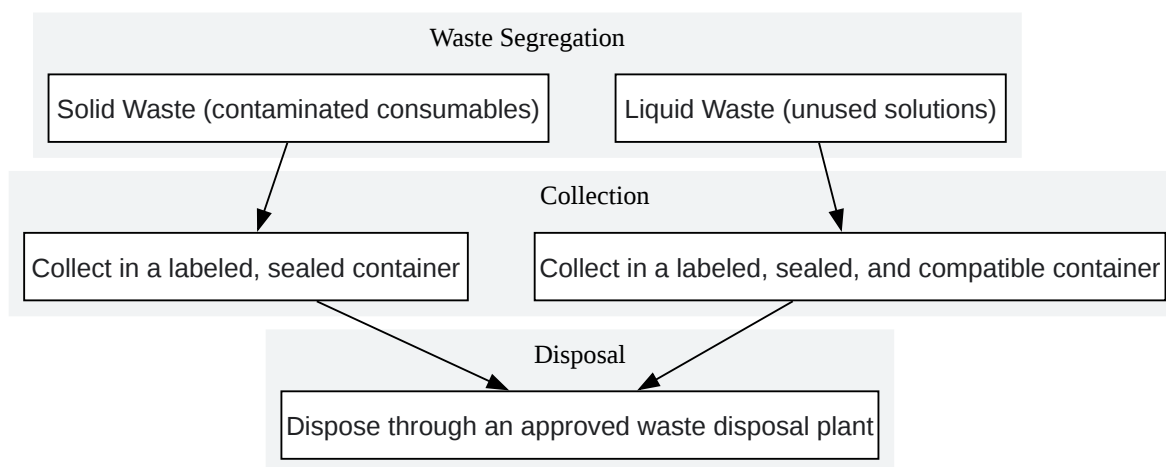 Waste Segregation
Solid Waste (contaminated consumables)
Liquid Waste (unused solutions)
Collection
Collect in a labeled, sealed container
Collect in a labeled, sealed, and compatible container
Disposal
Dispose through an approved waste disposal plant